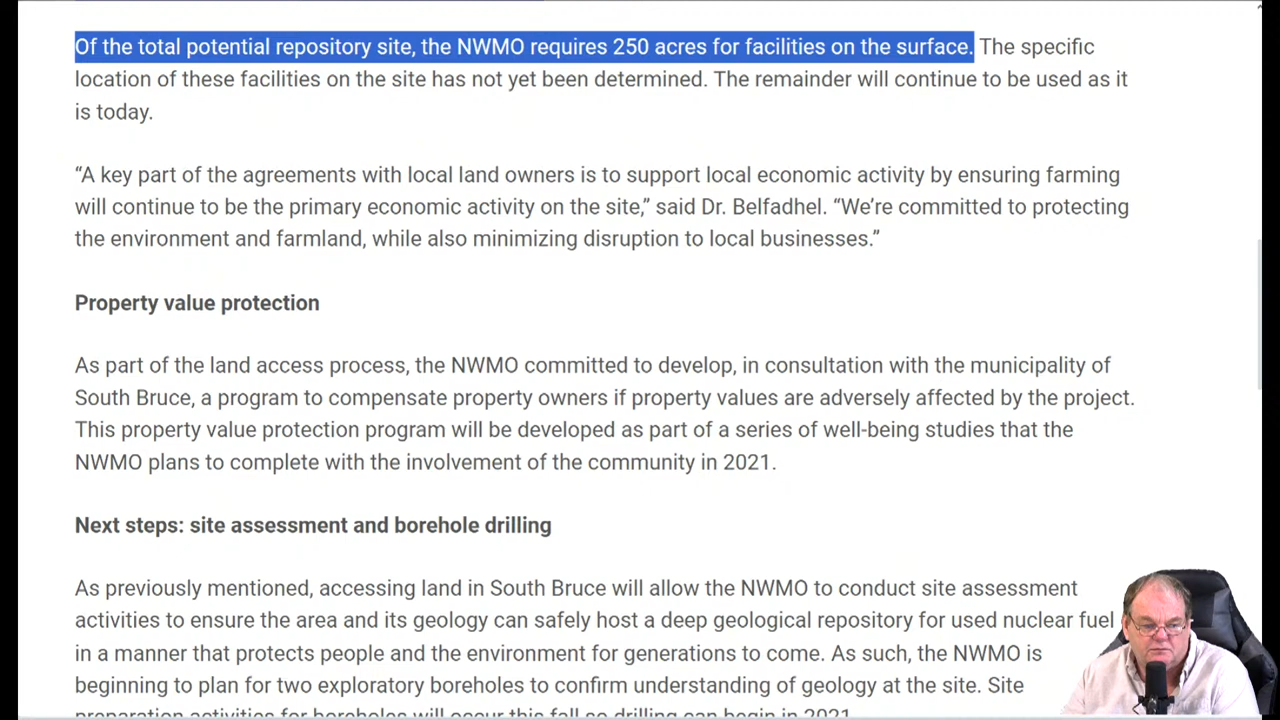 Of the total potential repository site, the NWMO requires 250 acres for facilities on the surface. The specific
location of these facilities on the site has not yet been determined. The remainder will continue to be used as it
is today.
“A key part of the agreements with local land owners is to support local economic activity by ensuring farming
will continue to be the primary economic activity on the site,” said Dr. Belfadhel. “We’re committed to protecting
the environment and farmland, while also minimizing disruption to local businesses.”
Property value protection
As part of the land access process, the NWMO committed to develop, in consultation with the municipality of
South Bruce, a program to compensate property owners if property values are adversely affected by the project.
This property value protection program will be developed as part of a series of well-being studies that the
NWMO plans to complete with the involvement of the community in 2021.
Next steps: site assessment and borehole drilling
As previously mentioned, accessing land in South Bruce will allow the NWMO to conduct site assessment
activities to ensure the area and its geology can safely host a deep geological repository for used nuclear fuel
in a manner that protects people and the environment for generations to come. As such, the NWMO is
beginning to plan for two exploratory boreholes to confirm understanding of geology at the site. Site
preparation activities for boreholes will occur this fall so drilling can begin in 2021.